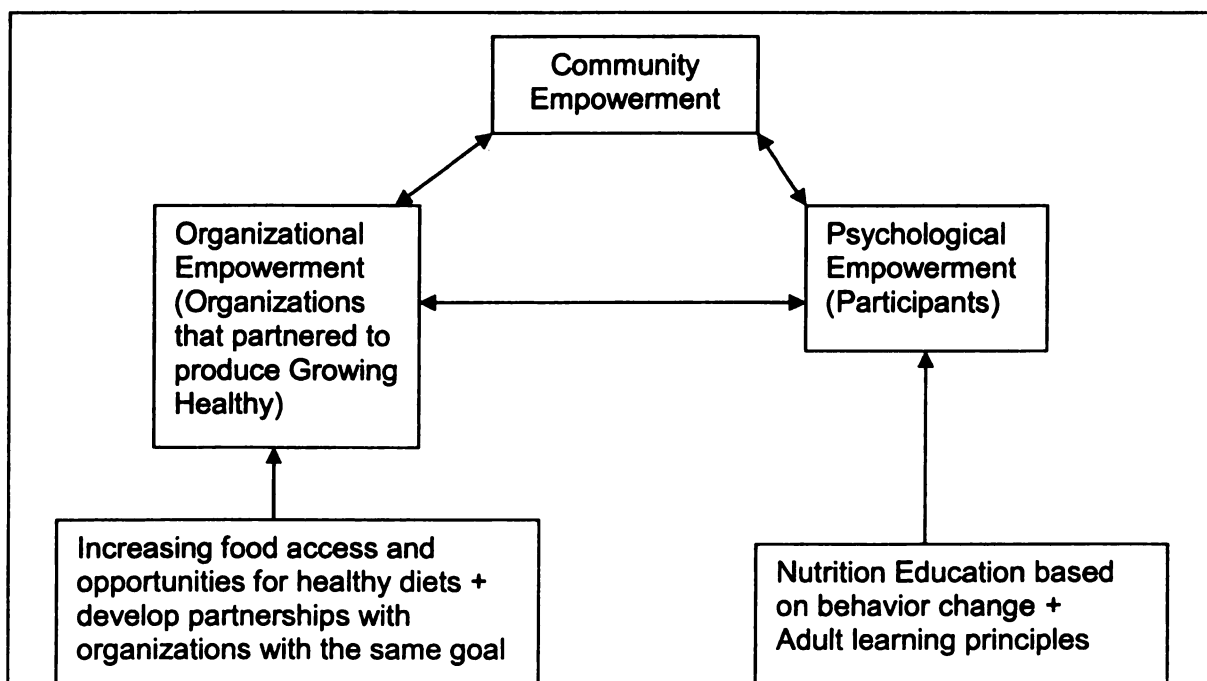 Community
Empowerment
Organizational
Empowerment
(Organizations
that partnered to
produce Growing
Healthy)
Psychological
Empowerment
(Participants)
Increasing food access and
opportunities for healthy diets +
develop partnerships with
organizations with the same goal
Nutrition Education based
on behavior change +
Adult learning principles